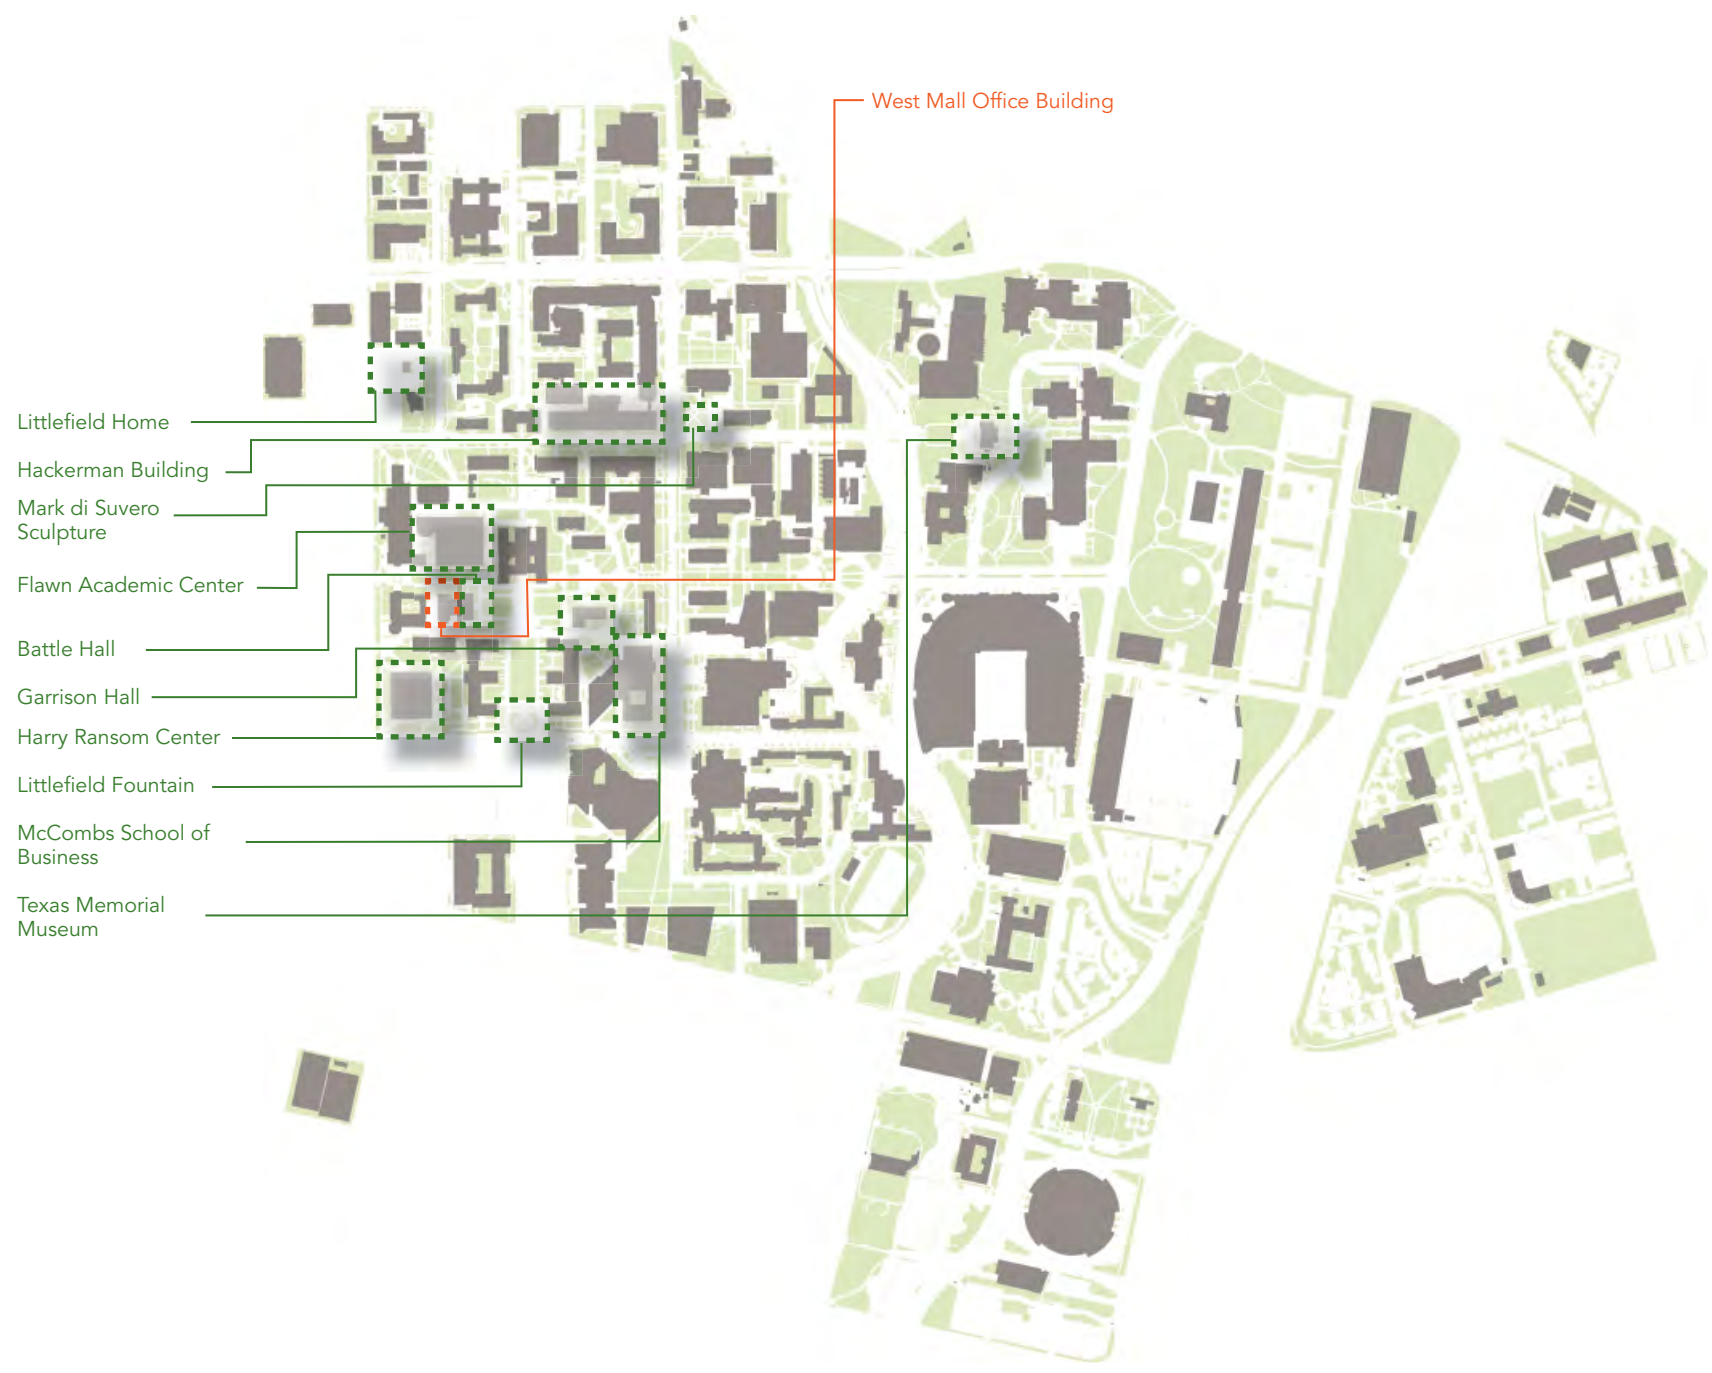 West Mall Office Building
Littlefield Home
Hackerman Building
Mark di Suvero
Sculpture
Flawn Academic Center
Battle Hall
Garrison Hall
Harry Ransom Center
Littlefield Fountain
McCombs School of
Business
Texas Memorial
Museum